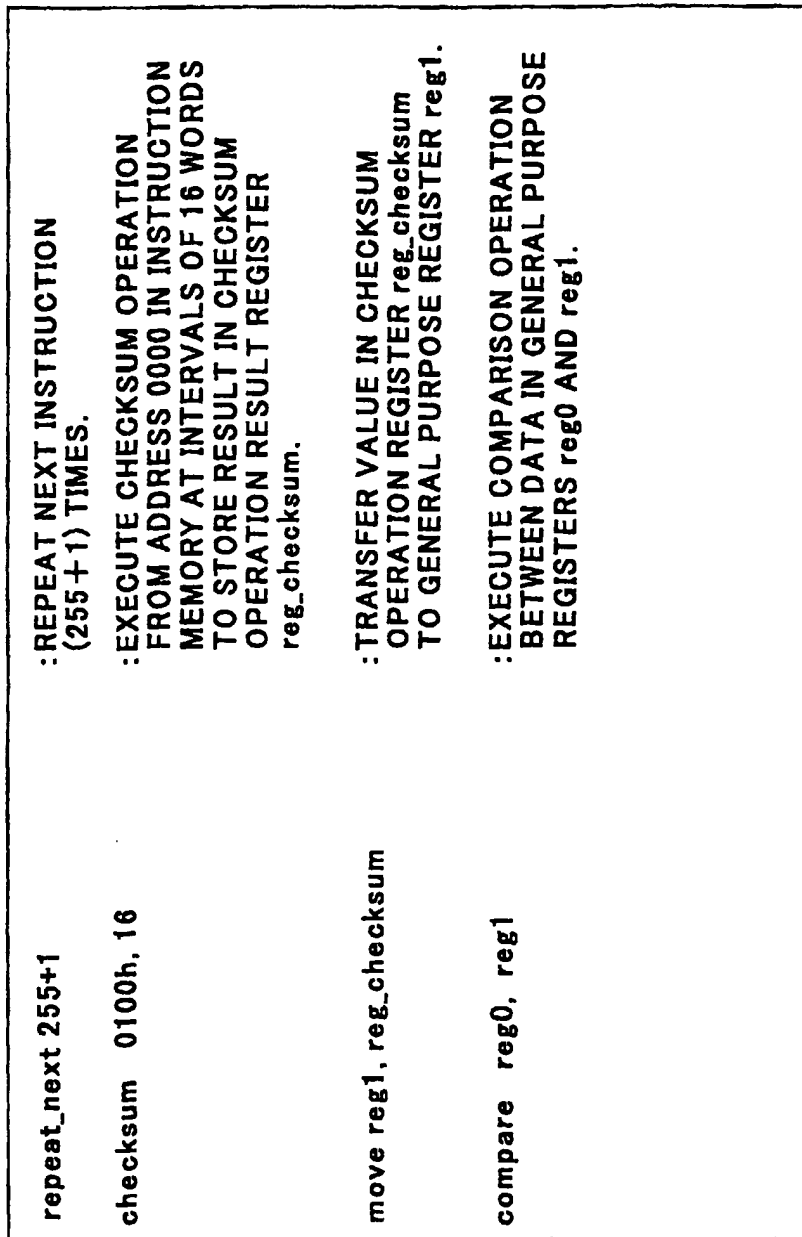 repeat_next 255+1 ::REPEAT NEXT INSTRUCTION
(255+1) TIMES.
checksum 0100h, 16 ::EXECUTE CHECKSUM OPERATION
FROM ADDRESS 0000 IN INSTRUCTION
MEMORY AT INTERVALS OF 16 WORDS
TO STORE RESULT IN CHECKSUM
OPERATION RESULT REGISTER
reg_checksum.
move reg1, reg_checksum ::TRANSFER VALUE IN CHECKSUM
OPERATION REGISTER reg_checksum
TO GENERAL PURPOSE REGISTER reg1.
compare reg0, reg1 ::EXECUTE COMPARISON OPERATION
BETWEEN DATA IN GENERAL PURPOSE
REGISTERS reg0 AND reg1.